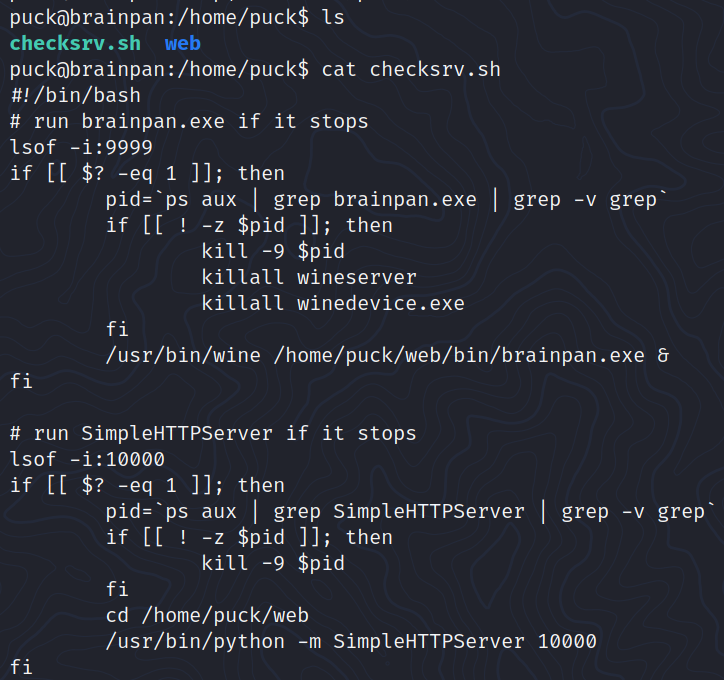 puck@brainpan:/home/puck$ ls
checksrv.sh  web
puck@brainpan:/home/puck$ cat checksrv.sh
#!/bin/bash
# run brainpan.exe if it stops
lsof -i:9999
if [[ $? -eq 1 ]]; then
        pid=`ps aux | grep brainpan.exe | grep -v grep`
        if [[ ! -z $pid ]]; then
                kill -9 $pid
                killall wineserver
                killall winedevice.exe
        fi
        /usr/bin/wine /home/puck/web/bin/brainpan.exe &
fi

# run SimpleHTTPServer if it stops
lsof -i:10000
if [[ $? -eq 1 ]]; then
        pid=`ps aux | grep SimpleHTTPServer | grep -v grep`
        if [[ ! -z $pid ]]; then
                kill -9 $pid
        fi
        cd /home/puck/web
        /usr/bin/python -m SimpleHTTPServer 10000
fi